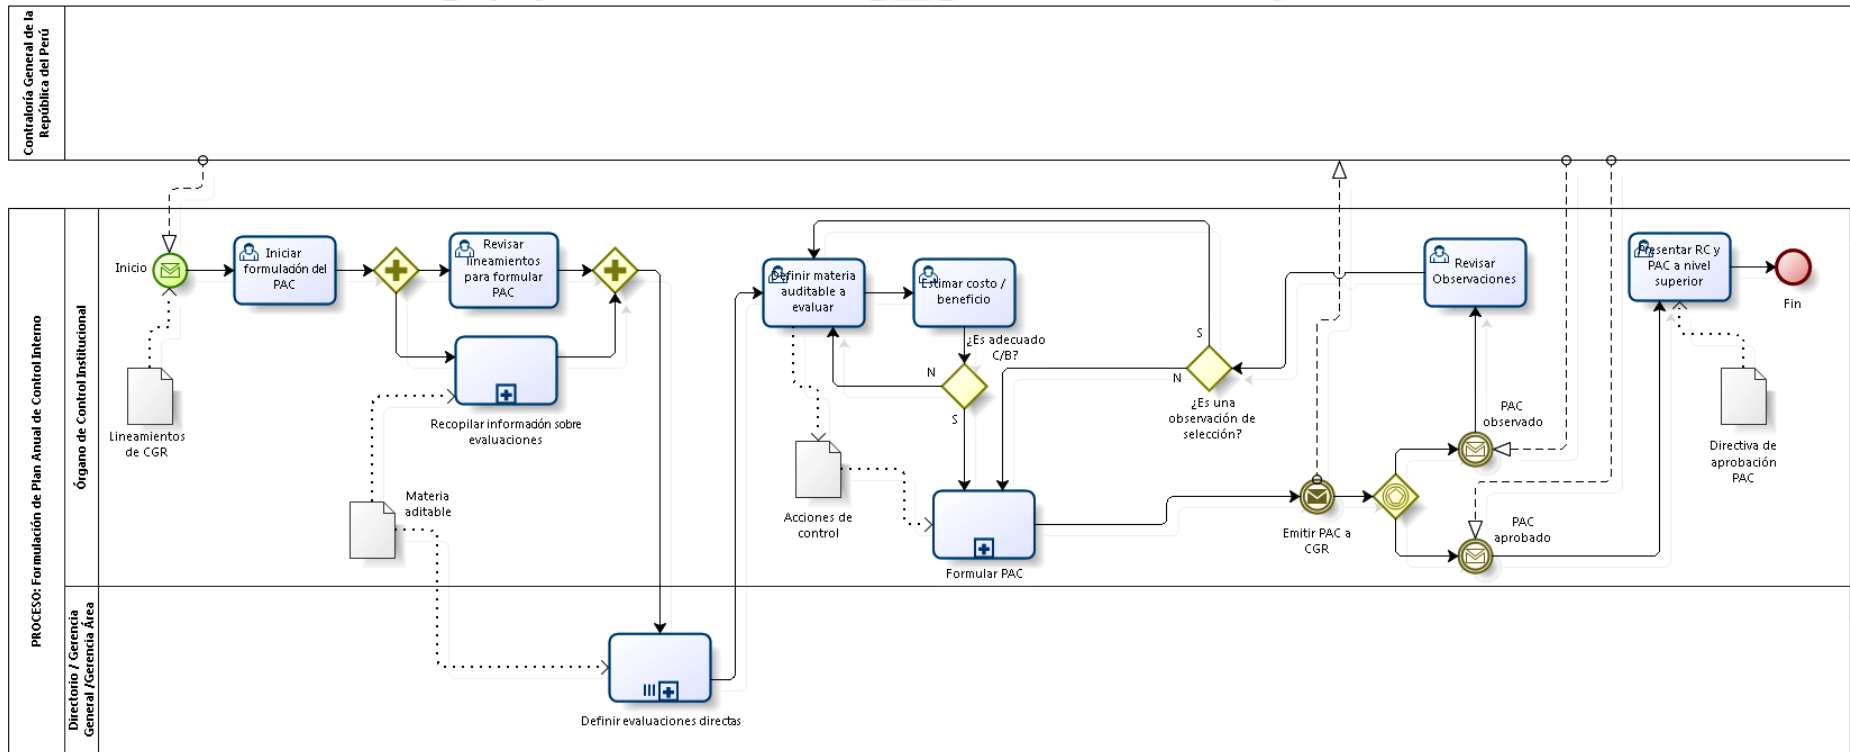 Contraloría General de la
República del Perú
PROCESO: Formulación de Plan Anual de Control Interno
Órgano de Control Institucional
Directorio / Gerencia
General /Gerencia Área
Inicio
Iniciar
formulación del
PAC
Revisar
lineamientos
para formular
PAC
Recopilar información sobre
evaluaciones
Lineamientos
de CGR
Materia
aditable
Definir evaluaciones directas
Definir materia
auditable a
evaluar
Estimar costo /
beneficio
¿Es adecuado
C/B?
N
S
Acciones de
control
Formular PAC
S
N
¿Es una
observación de
selección?
Emitir PAC a
CGR
Revisar
Observaciones
PAC
observado
PAC
aprobado
Presentar RC y
PAC a nivel
superior
Fin
Directiva de
aprobación
PAC